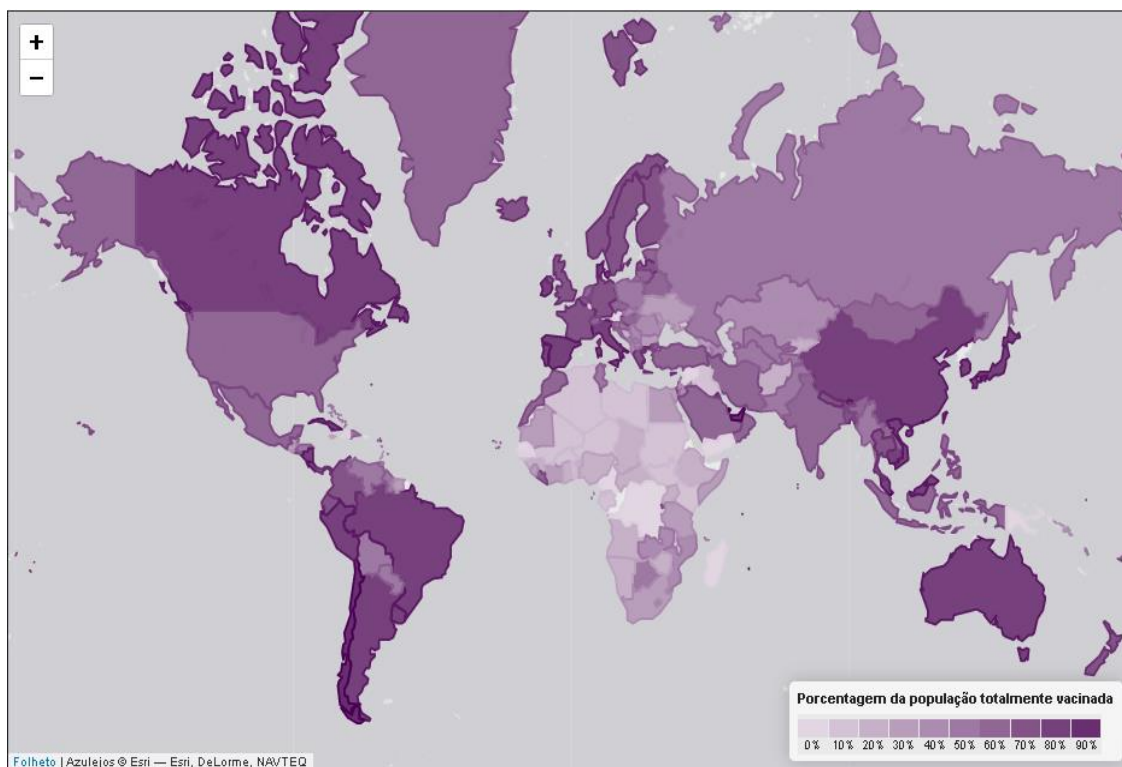 +
−
Porcentagem da população totalmente vacinada
0% 10% 20% 30% 40% 50% 60% 70% 80% 90%
Folheto | Azulejos © Esri — Esri, DeLorme, NAVTEQ